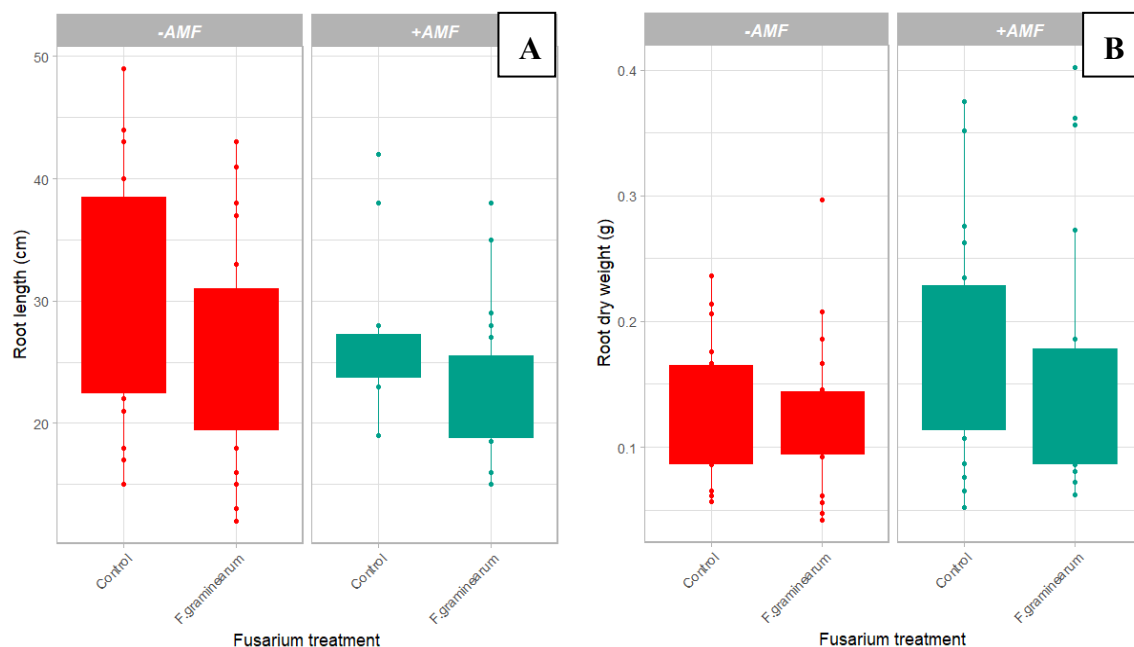 -AMF
+AMF
A
50
40
30
20
Root length (cm)
Control
F.graminearum
Control
F.graminearum
Fusarium treatment
-AMF
+AMF
B
0.4
0.3
0.2
0.1
Root dry weight (g)
Control
F.graminearum
Control
F.graminearum
Fusarium treatment